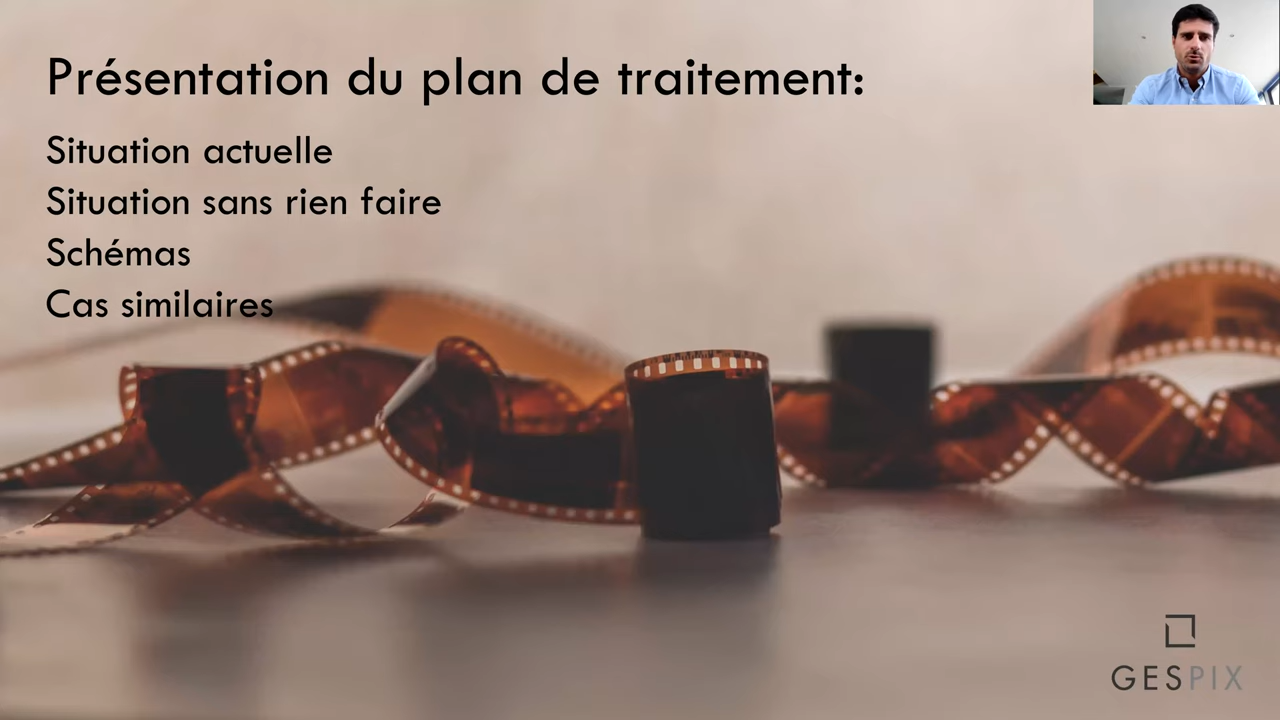 Présentation du plan de traitement:
Situation actuelle
Situation sans rien faire
Schémas
Cas similaires
GESPIX